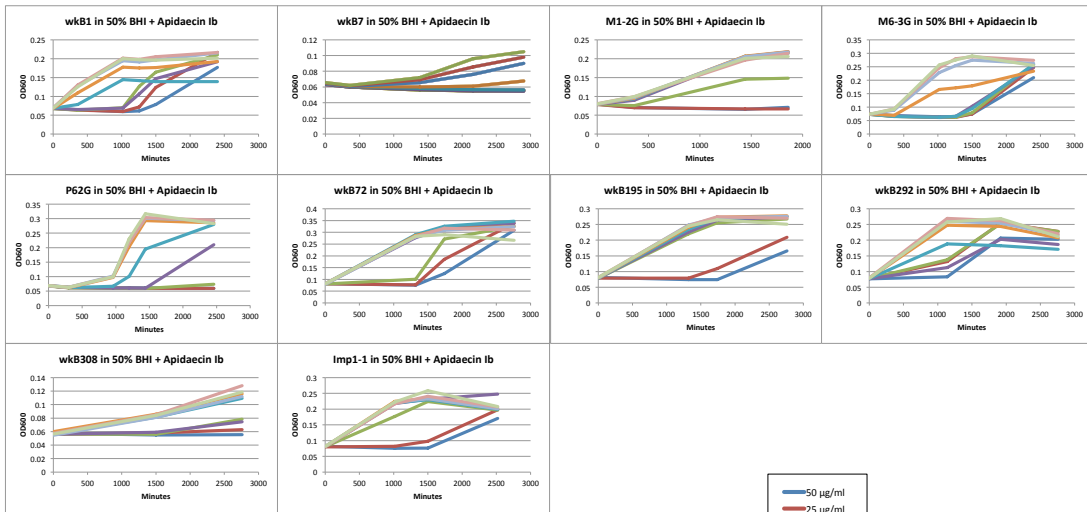 wkB1 in 50% BHI + Apidaecin Ib
OD600
0.25
0.2
0.15
0.1
0.05
0
0 500 1000 1500 2000 2500 3000
Minutes
wkB7 in 50% BHI + Apidaecin Ib
OD600
0.12
0.1
0.08
0.06
0.04
0.02
0
0 500 1000 1500 2000 2500 3000
Minutes
M1-2G in 50% BHI + Apidaecin Ib
OD600
0.25
0.2
0.15
0.1
0.05
0
0 500 1000 1500 2000
Minutes
M6-3G in 50% BHI + Apidaecin Ib
OD600
0.35
0.3
0.25
0.2
0.15
0.1
0.05
0
0 500 1000 1500 2000 2500 3000
Minutes
P62G in 50% BHI + Apidaecin Ib
OD600
0.35
0.3
0.25
0.2
0.15
0.1
0.05
0
0 500 1000 1500 2000 2500 3000
Minutes
wkB72 in 50% BHI + Apidaecin Ib
OD600
0.4
0.35
0.3
0.25
0.2
0.15
0.1
0.05
0
0 500 1000 1500 2000 2500 3000
Minutes
wkB195 in 50% BHI + Apidaecin Ib
OD600
0.3
0.25
0.2
0.15
0.1
0.05
0
0 500 1000 1500 2000 2500 3000
Minutes
wkB292 in 50% BHI + Apidaecin Ib
OD600
0.3
0.25
0.2
0.15
0.1
0.05
0
0 500 1000 1500 2000 2500 3000
Minutes
wkB308 in 50% BHI + Apidaecin Ib
OD600
0.14
0.12
0.1
0.08
0.06
0.04
0.02
0
0 500 1000 1500 2000 2500 3000
Minutes
Imp1-1 in 50% BHI + Apidaecin Ib
OD600
0.3
0.25
0.2
0.15
0.1
0.05
0
0 500 1000 1500 2000 2500 3000
Minutes
50 µg/ml
25 µg/ml